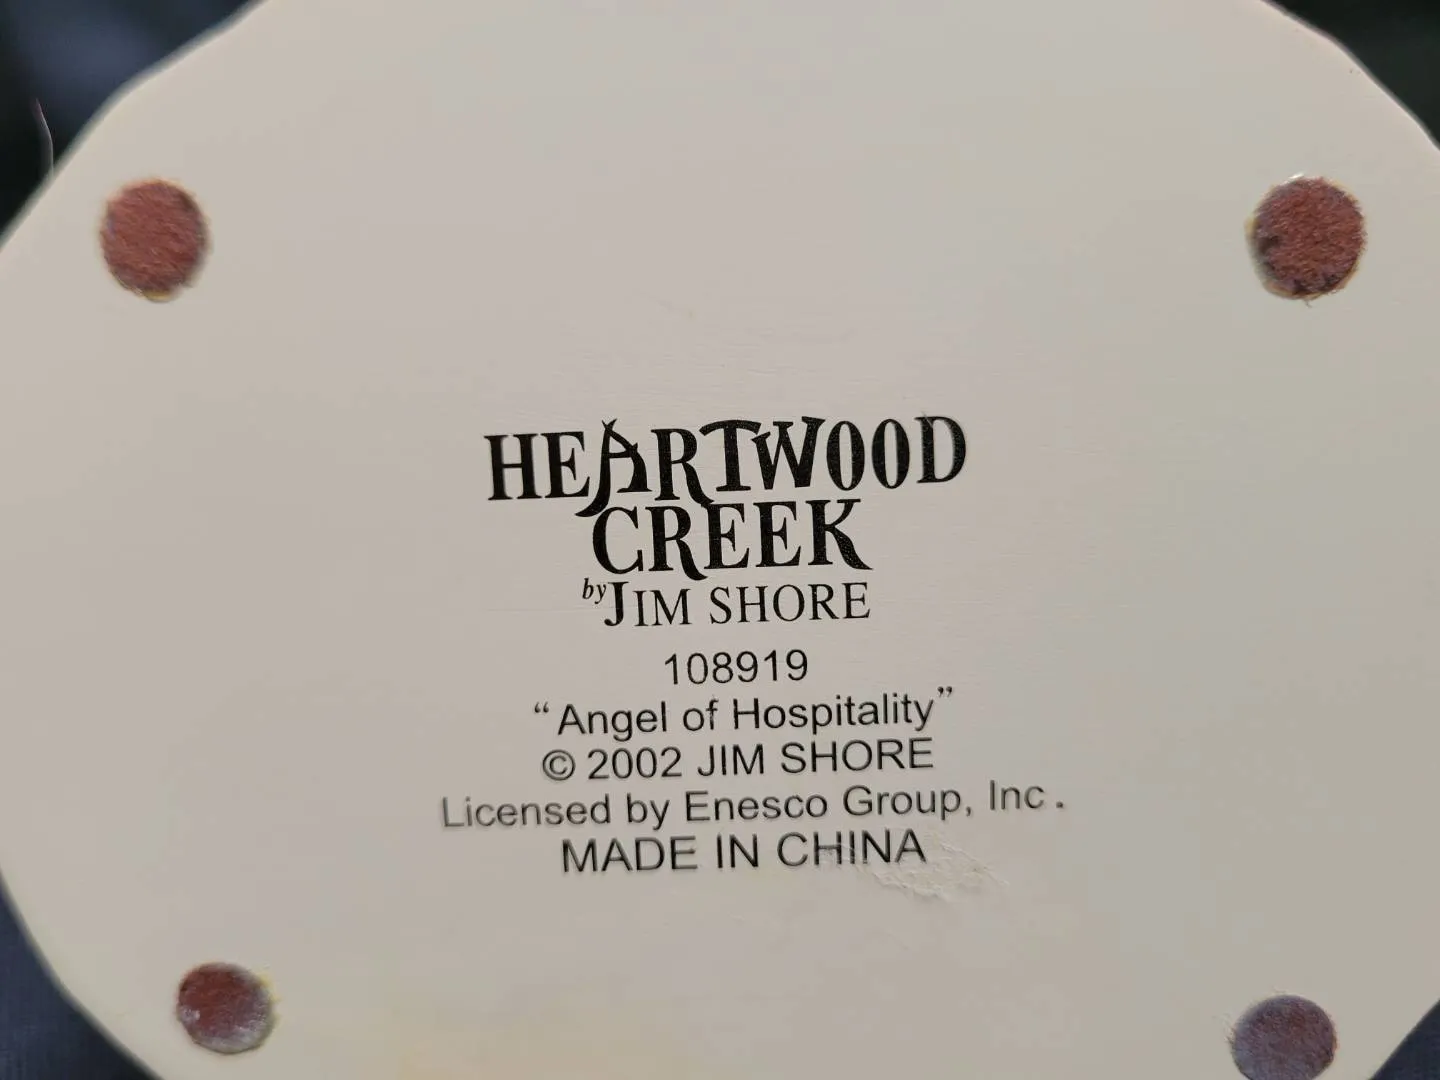 HEARTWOOD
CREEK
by JIM SHORE
108919
“Angel of Hospitality”
© 2002 JIM SHORE
Licensed by Enesco Group, Inc.
MADE IN CHINA